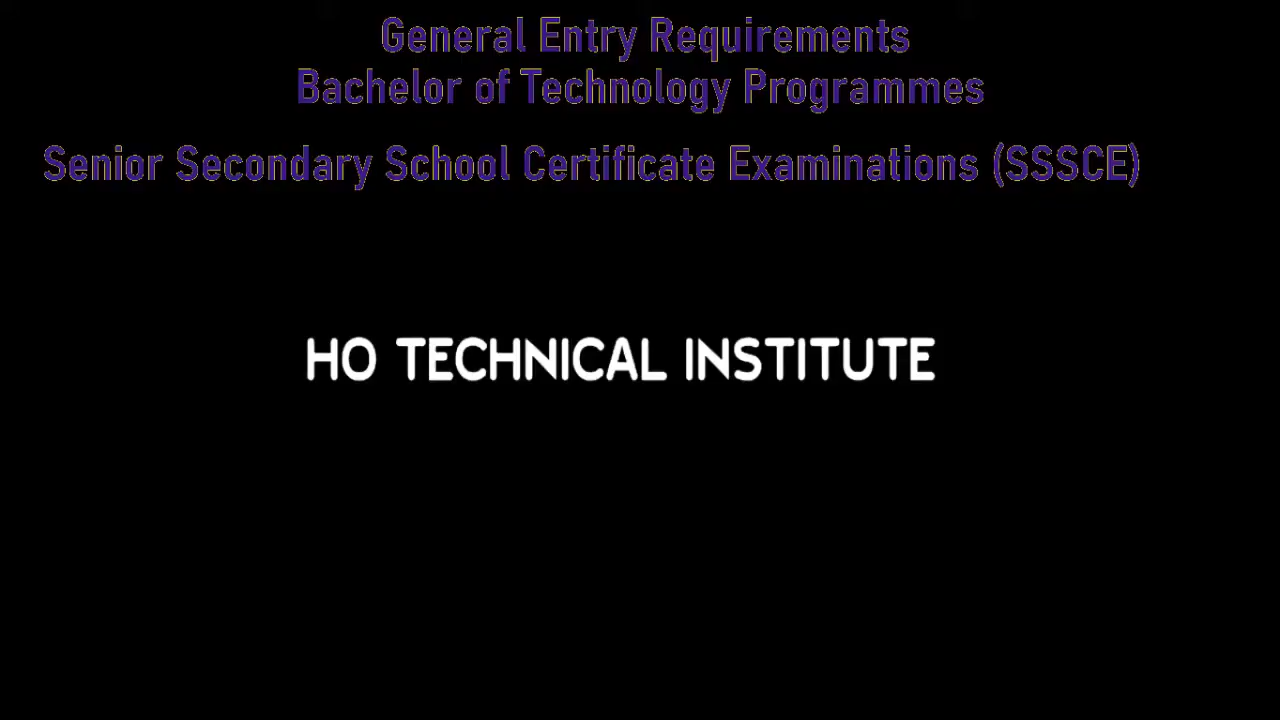 General Entry Requirements
Bachelor of Technology Programmes
Senior Secondary School Certificate Examinations (SSSCE)
HO TECHNICAL INSTITUTE